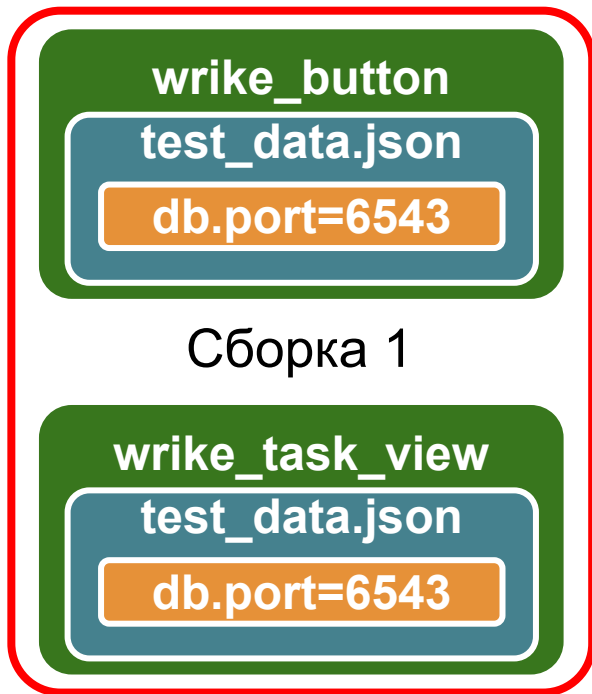 wrike_button
test_data.json
db.port=6543
Сборка 1
wrike_task_view
test_data.json
db.port=6543